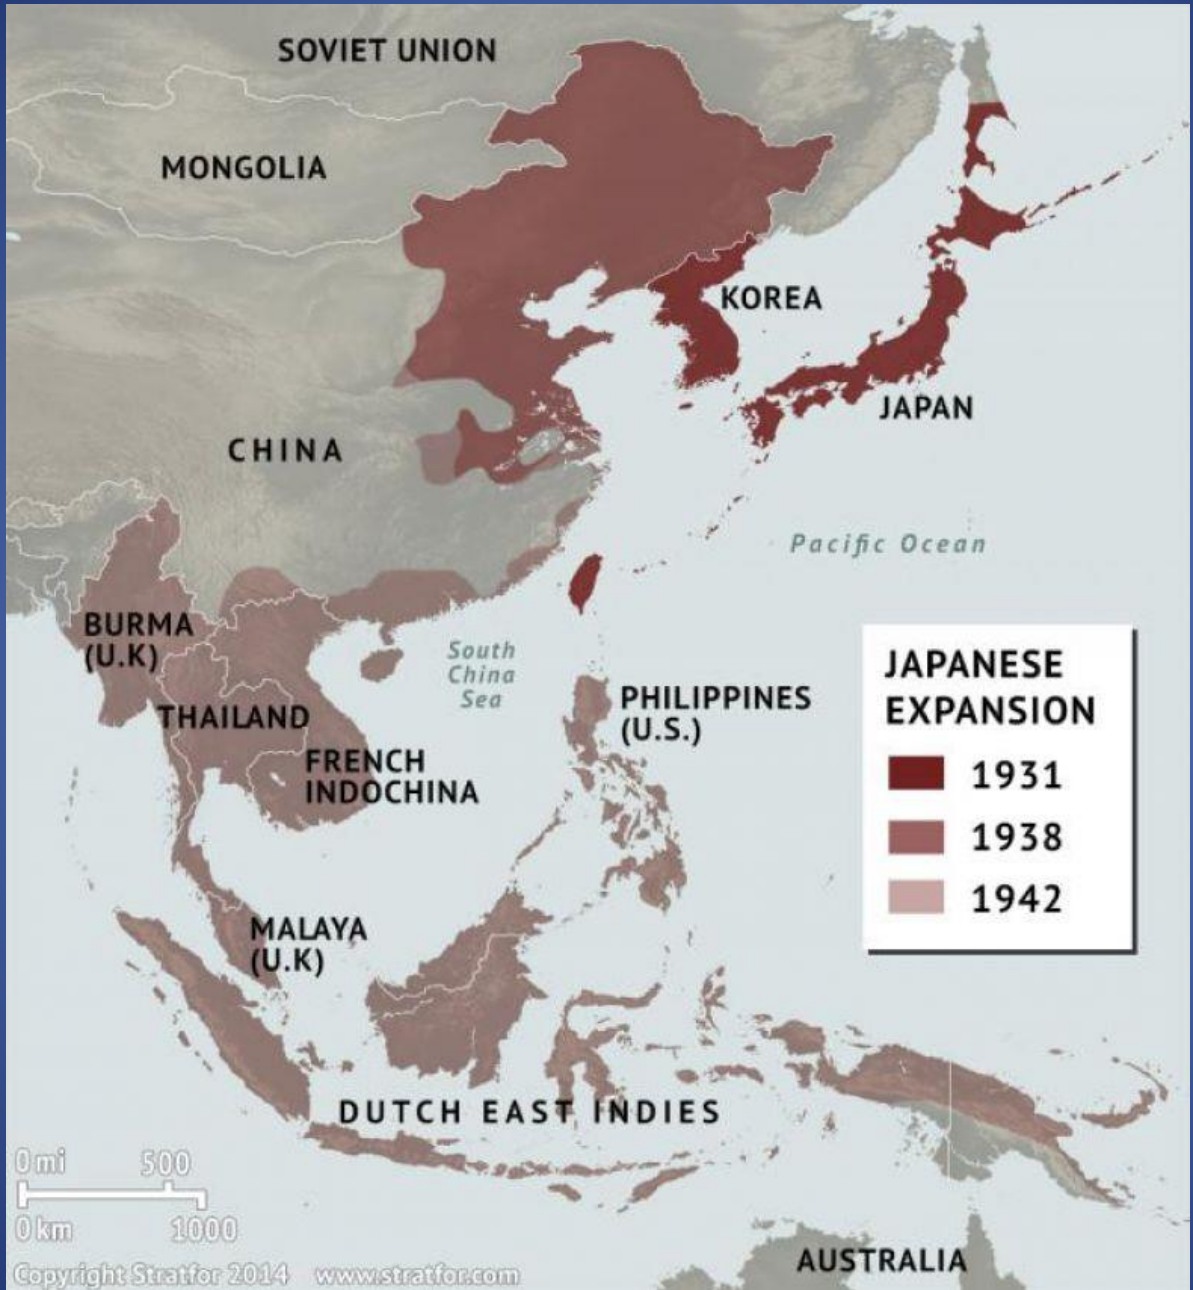 SOVIET UNION
MONGOLIA
KOREA
JAPAN
CHINA
Pacific Ocean
BURMA
(U.K)
South
China
Sea
THAILAND
PHILIPPINES
(U.S.)
FRENCH
INDOCHINA
JAPANESE
EXPANSION
1931
1938
1942
MALAYA
(U.K)
DUTCH EAST INDIES
0 mi 500
0 km 1000
AUSTRALIA
Copyright Stratfor 2014 www.stratfor.com